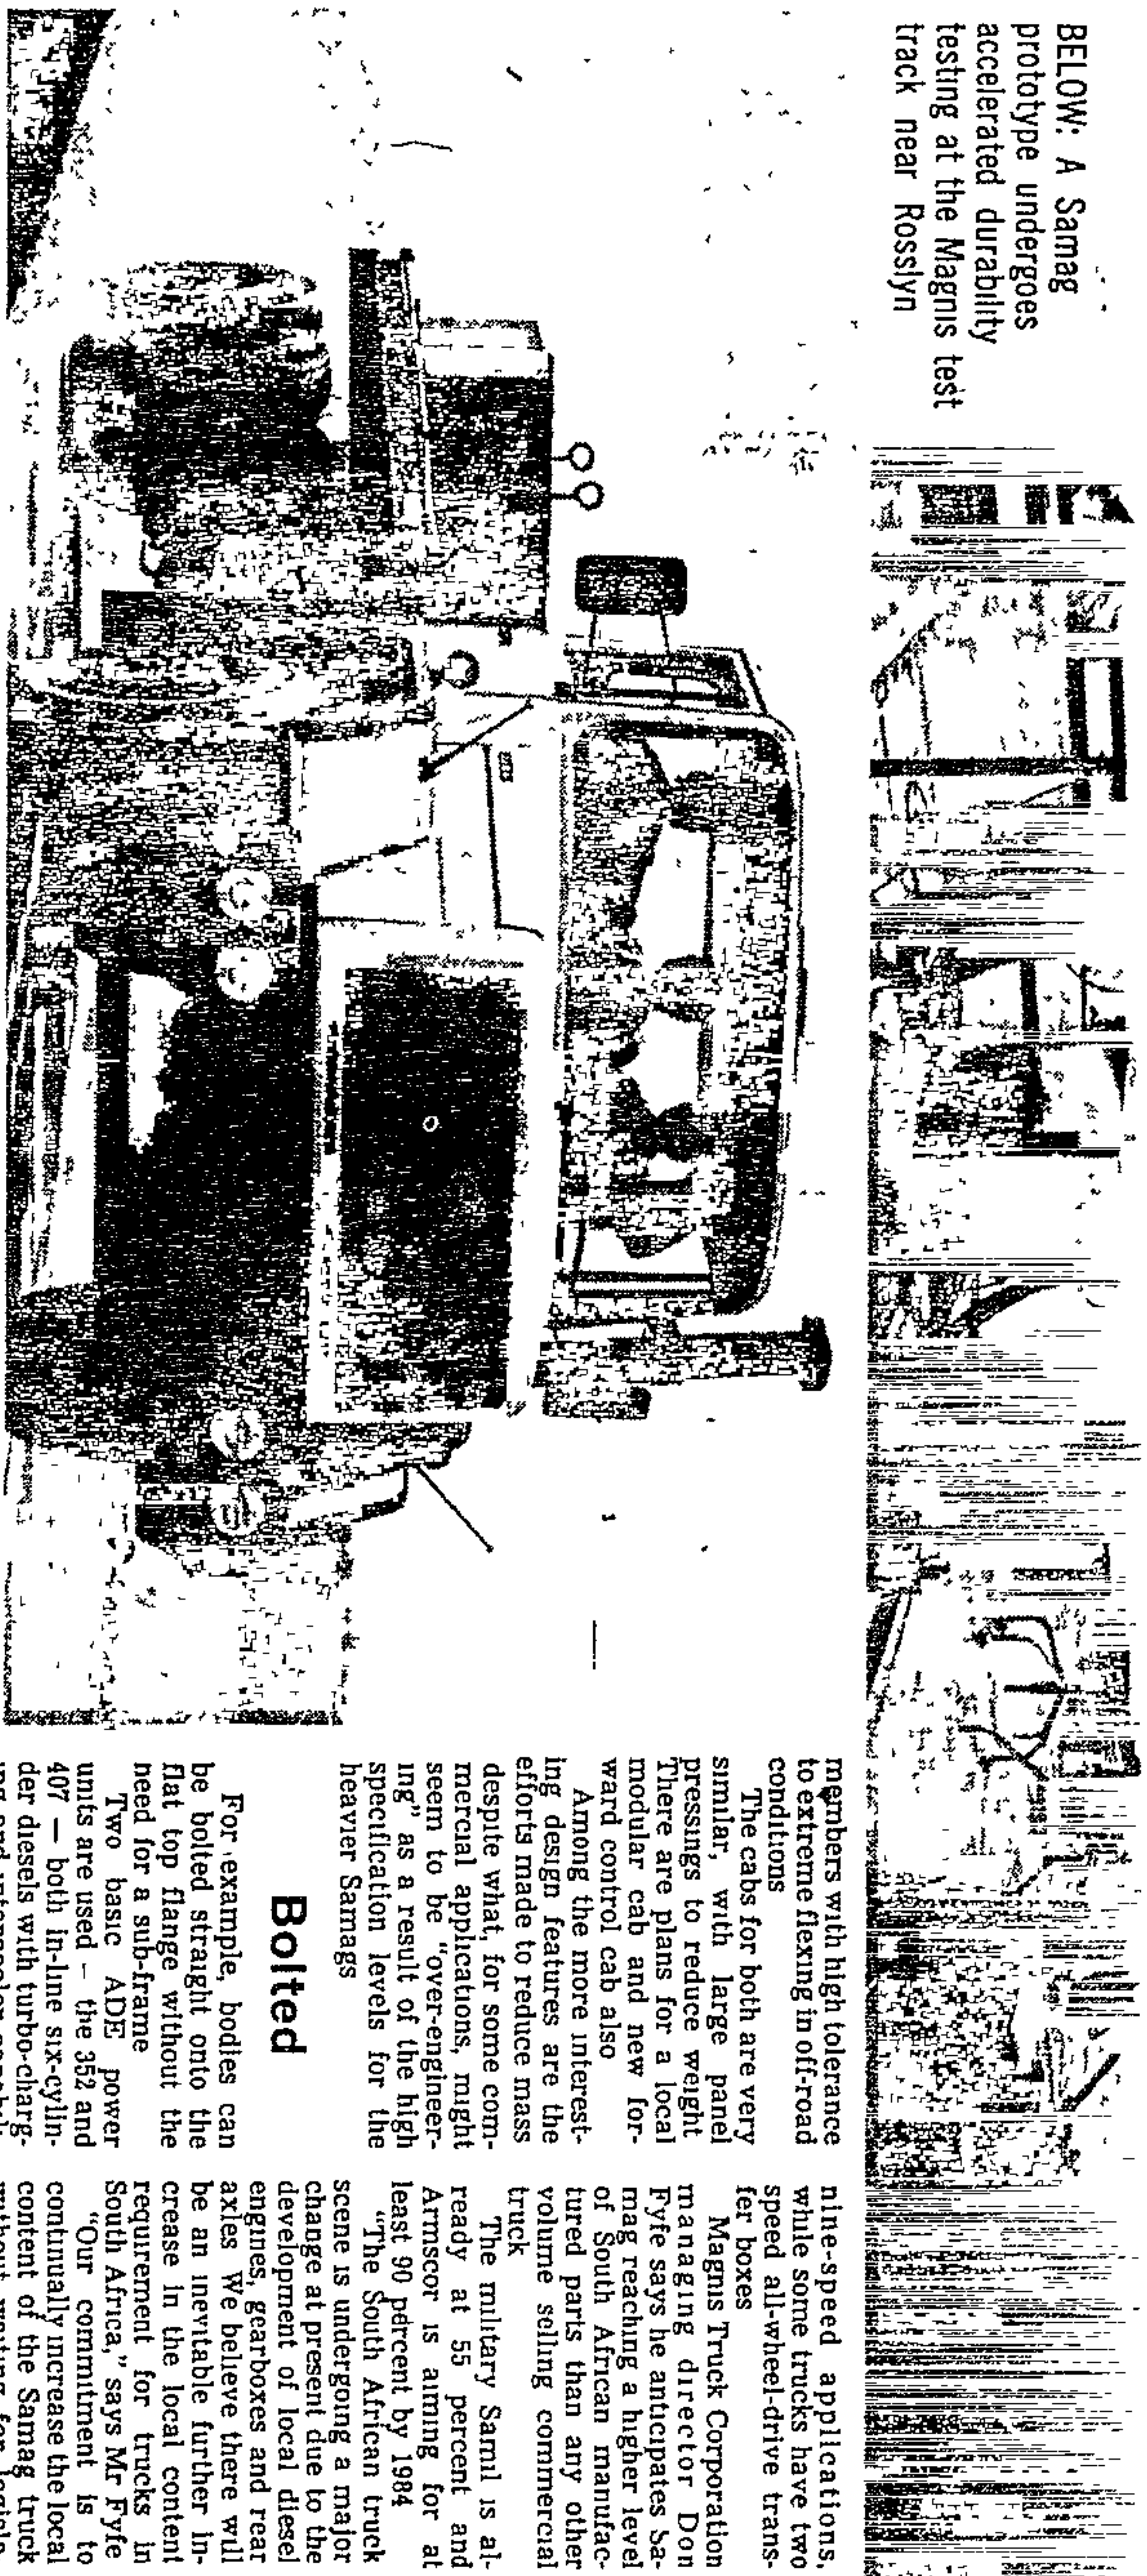 BELOW: A Samag
prototype undergoes
accelerated durability
testing at the Magnis test
track near Rosslyn
members with high tolerance
to extreme flexing in off-road
conditions
The cabs for both are very
similar, with large panel
pressings to reduce weight
There are plans for a local
modular cab and new for-
ward control cab also
Among the more interest-
ing design features are the
efforts made to reduce mass
despite what, for some com-
mercial applications, might
seem to be "over-engineer-
ing" as a result of the high
specification levels for the
heavier Samags
Bolted
For example, bodies can
be bolted straight onto the
flat top flange without the
need for a sub-frame
Two basic ADE power
units are used — the 352 and
407 — both in-line six-cylin-
der diesels with turbo-charg-
nine-speed applications,
while some trucks have two
speed all-wheel-drive trans-
fer boxes
Magnis Truck Corporation
managing director Don
Fyfe says he anticipates Sa-
mag reaching a higher level
of South African manufac-
tured parts than any other
volume selling commercial
truck
The military Samil is al-
ready at 55 percent and
Armscor is aiming for at
least 90 percent by 1984
"The South African truck
scene is undergong a major
change at present due to the
development of local diesel
engines, gearboxes and rear
axles We believe there will
be an inevitable further in-
crease in the local content
requirement for trucks in
South Africa," says Mr Fyfe
"Our commitment is to
continually increase the local
content of the Samag truck